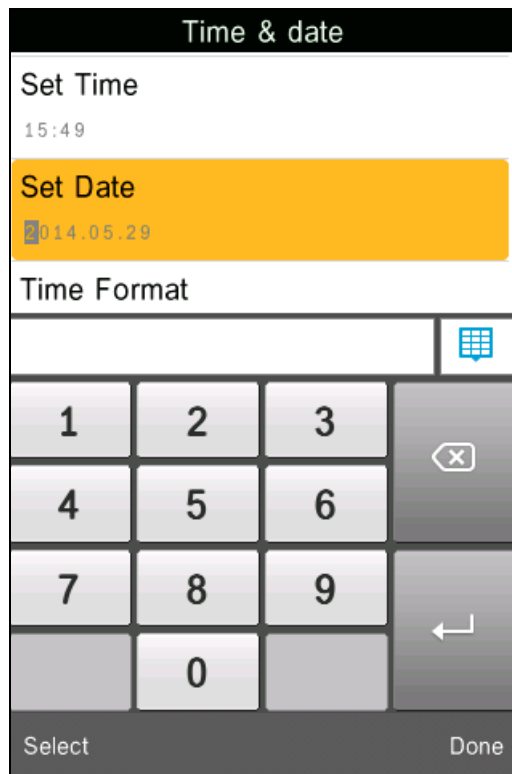 Time & date
Set Time
15:49
Set Date
2014.05.29
Time Format
1 2 3
4 5 6
7 8 9
0
Select Done